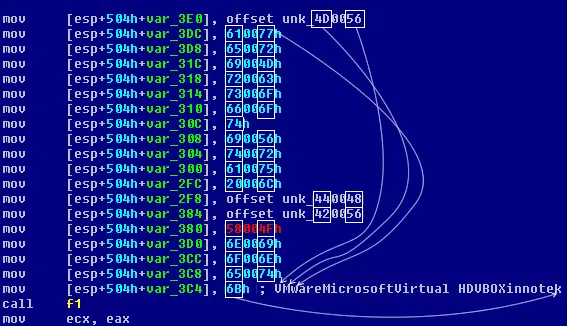 mov [esp+504h+var_3E0], offset unk_4D0056
mov [esp+504h+var_3DC], 610077h
mov [esp+504h+var_3D8], 650072h
mov [esp+504h+var_31C], 69004Dh
mov [esp+504h+var_318], 720063h
mov [esp+504h+var_314], 73006Fh
mov [esp+504h+var_310], 66006Fh
mov [esp+504h+var_30C], 74h
mov [esp+504h+var_308], 690056h
mov [esp+504h+var_304], 740072h
mov [esp+504h+var_300], 610075h
mov [esp+504h+var_2FC], 20006Ch
mov [esp+504h+var_2F8], offset unk_440048
mov [esp+504h+var_384], offset unk_420056
mov [esp+504h+var_380], 58004Fh
mov [esp+504h+var_3D0], 6E0069h
mov [esp+504h+var_3CC], 6F006Eh
mov [esp+504h+var_3C8], 650074h
mov [esp+504h+var_3C4], 6Bh ; VMwareMicrosoftVirtual HDVBOXinnotek
call f1
mov ecx, eax